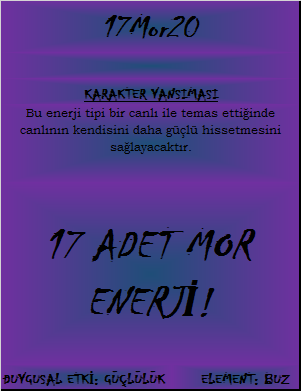 17Mor20
KARAKTER YANSIMASI
Bu enerji tipi bir canlı ile temas ettiğinde
canlının kendisini daha güçlü hissetmesini
sağlayacaktır.
17 ADET MOR
ENERJİ!
DUYGUSAL ETKİ: GÜÇLÜLÜK ELEMENT: BUZ